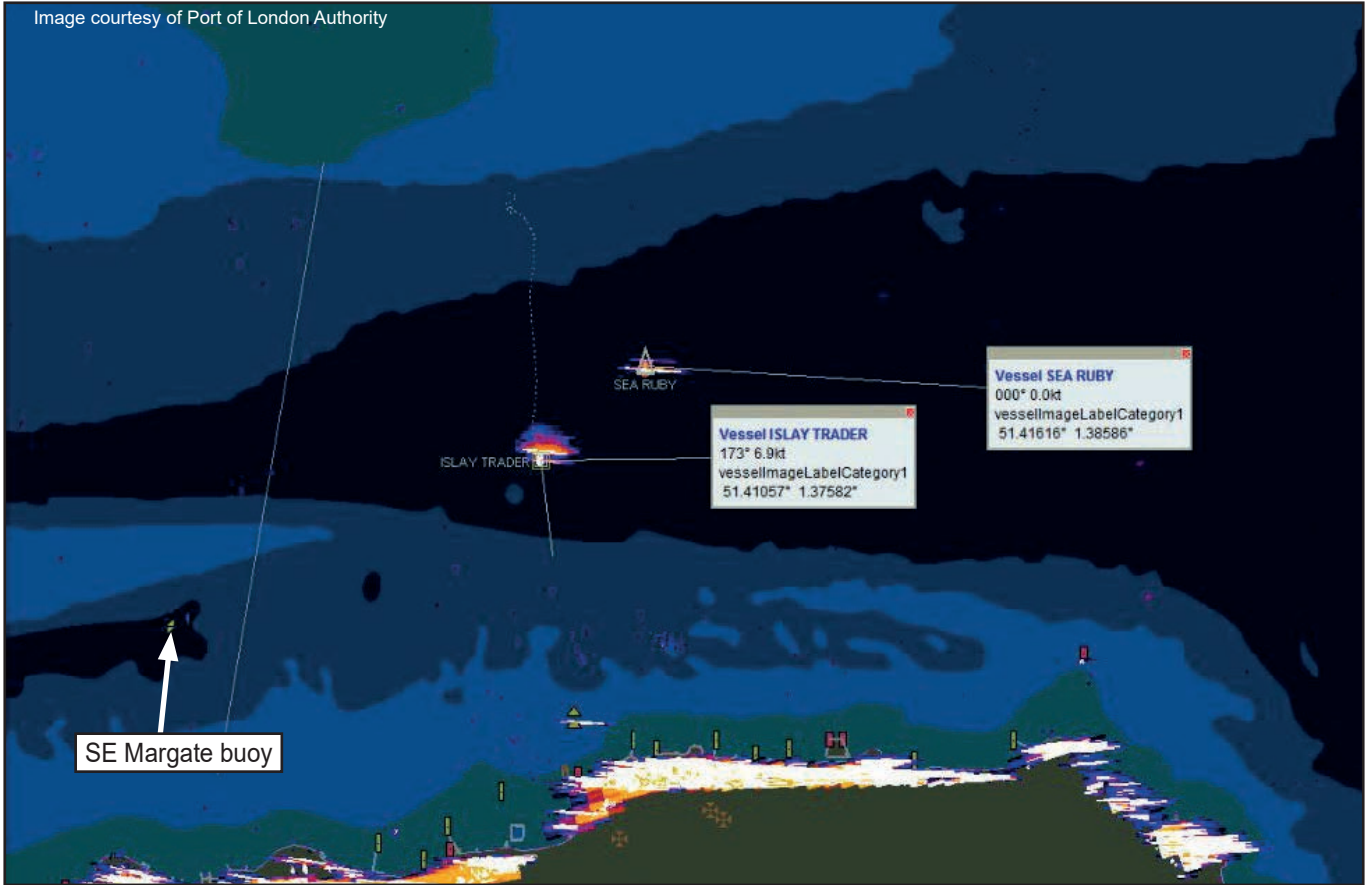 Image courtesy of Port of London Authority
SEA RUBY
Vessel SEA RUBY
000° 0.0kt
vesselImageLabelCategory1
51.41616° 1.38586°
ISLAY TRADER
Vessel ISLAY TRADER
173° 6.9kt
vesselImageLabelCategory1
51.41057° 1.37582°
SE Margate buoy